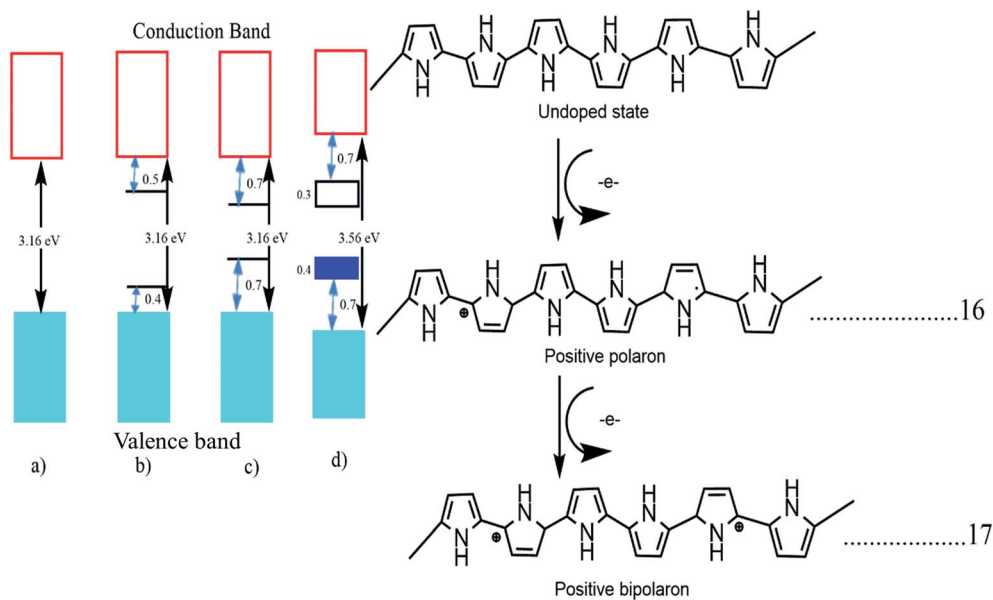 Conduction Band
0.5
0.7
0.7
0.3
3.16 eV
3.16 eV
3.16 eV
3.56 eV
0.4
0.4
0.7
0.7
Valence band
a)
b)
c)
d)
H
N
H
N
H
N
N
H
N
H
N
H
Undoped state
-e-
H
N
H
N
H
N
N
H
⊕
N
H
N
H
16
Positive polaron
-e-
H
N
H
N
H
N
N
H
⊕
N
H
N
H
⊕
17
Positive bipolaron